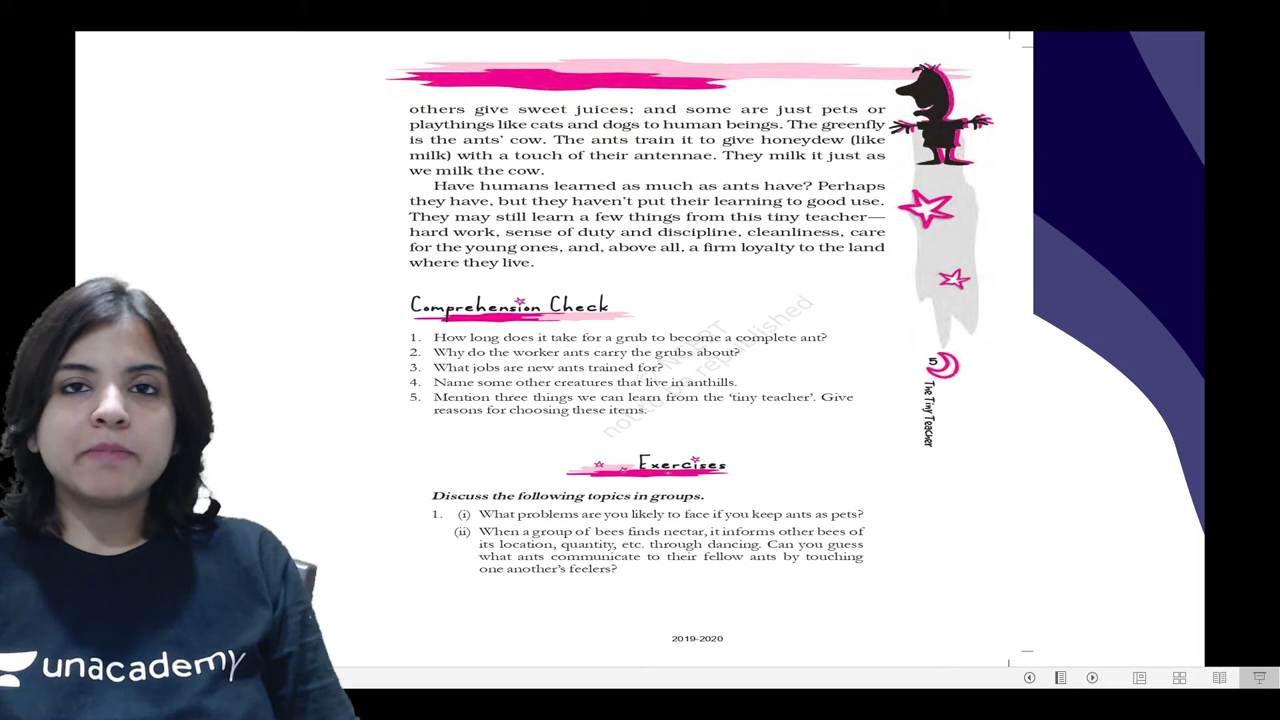 others give sweet juices; and some are just pets or
playthings like cats and dogs to human beings. The greenfly
is the ants' cow. The ants train it to give honeydew (like
milk) with a touch of their antennae. They milk it just as
we milk the cow.
Have humans learned as much as ants have? Perhaps
they have, but they haven't put their learning to good use.
They may still learn a few things from this tiny teacher—
hard work, sense of duty and discipline, cleanliness, care
for the young ones, and, above all, a firm loyalty to the land
where they live.
Comprehension Check
1. How long does it take for a grub to become a complete ant?
2. Why do the worker ants carry the grubs about?
3. What jobs are new ants trained for?
4. Name some other creatures that live in anthills.
5. Mention three things we can learn from the 'tiny teacher'. Give
reasons for choosing these items.
Exercises
Discuss the following topics in groups.
1. (i) What problems are you likely to face if you keep ants as pets?
(ii) When a group of bees finds nectar, it informs other bees of
its location, quantity, etc. through dancing. Can you guess
what ants communicate to their fellow ants by touching
one another's feelers?
2019-2020
5
The Tiny Teacher
not to be republished
unacademy